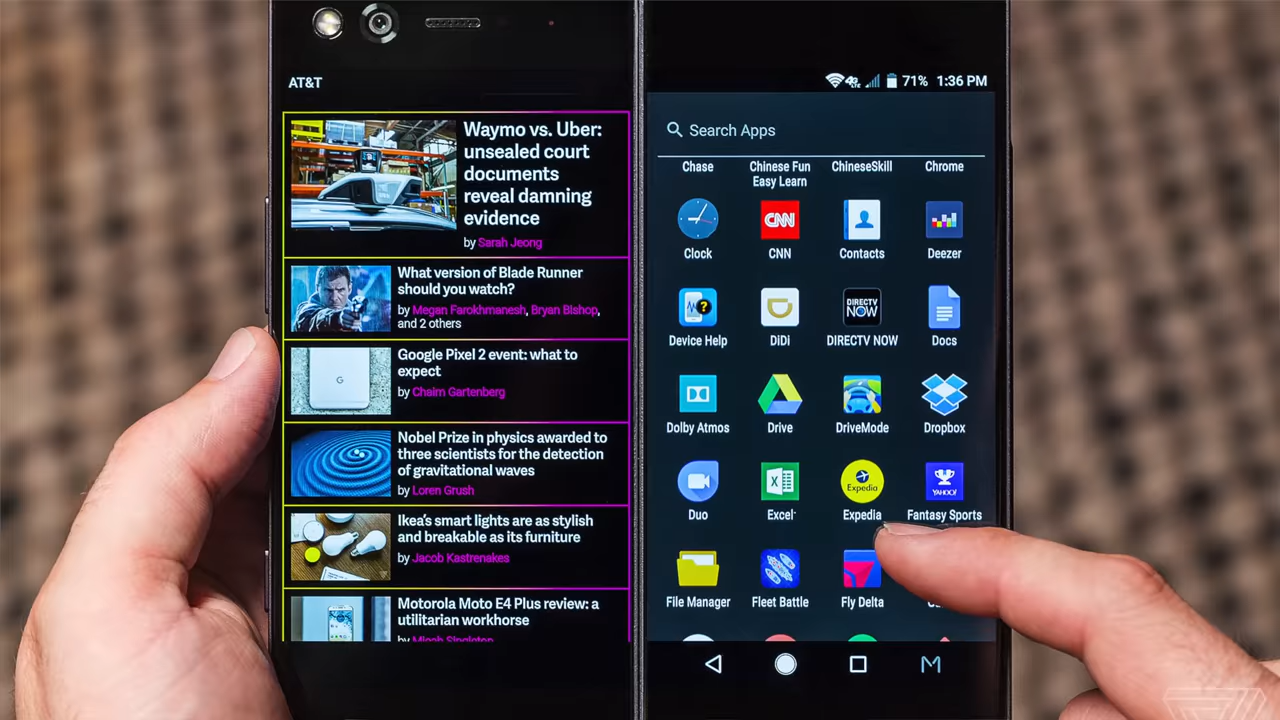 AT&T
Waymo vs. Uber:
unsealed court
documents
reveal damning
evidence
by Sarah Jeong
What version of Blade Runner
should you watch?
by Megan Farokhmanesh, Bryan Bishop,
and 2 others
Google Pixel 2 event: what to
expect
by Chaim Gartenberg
G
Nobel Prize in physics awarded to
three scientists for the detection
of gravitational waves
by Loren Grush
Ikea's smart lights are as stylish
and breakable as its furniture
by Jacob Kastrenakes
Motorola Moto E4 Plus review: a
utilitarian workhorse
by Micah Singleton
4G LTE 71% 1:36 PM
Search Apps
Chase Chinese Fun ChineseSkill Chrome
Easy Learn
CNN
Clock CNN Contacts Deezer
?
DIRECTV
NOW
Device Help DiDi DIRECTV NOW Docs
Dolby Atmos Drive DriveMode Dropbox
Expedia
YAHOO!
Duo Excel Expedia Fantasy Sports
File Manager Fleet Battle Fly Delta
M